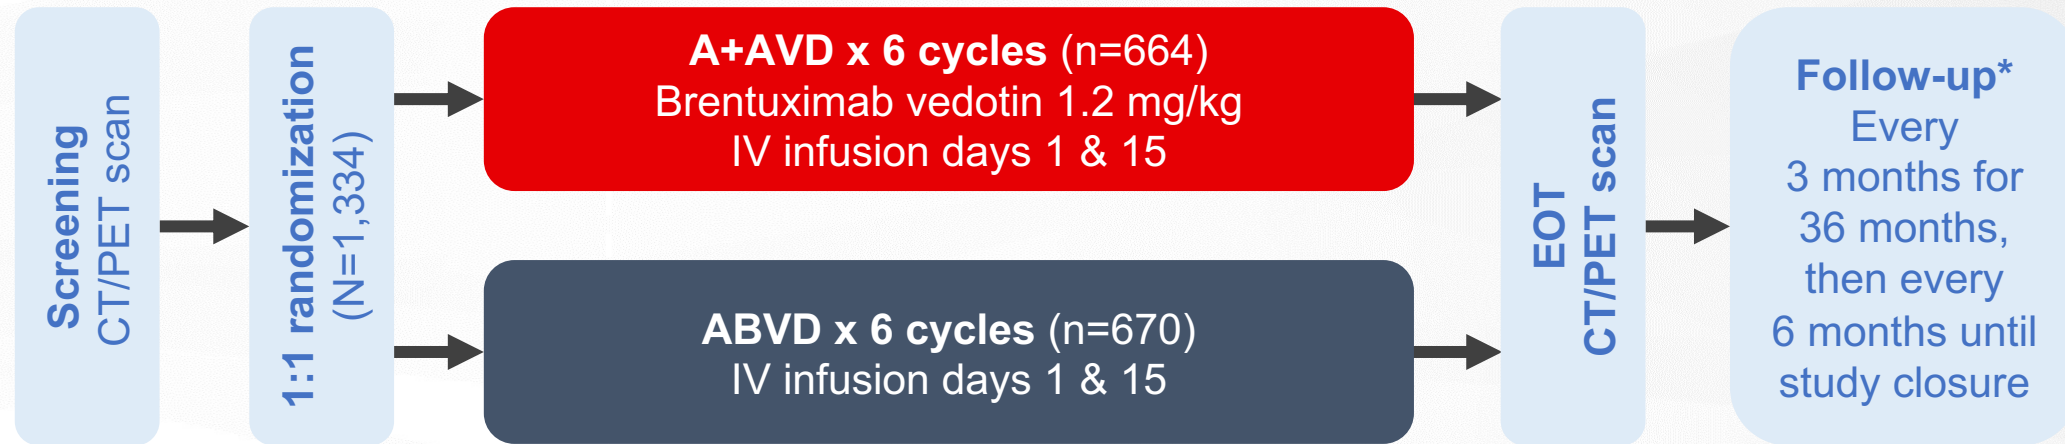 Screening
CT/PET scan
1:1 randomization
(N=1,334)
A+AVD x 6 cycles (n=664)
Brentuximab vedotin 1.2 mg/kg
IV infusion days 1 & 15
ABVD x 6 cycles (n=670)
IV infusion days 1 & 15
EOT
CT/PET scan
Follow-up*
Every
3 months for
36 months,
then every
6 months until
study closure